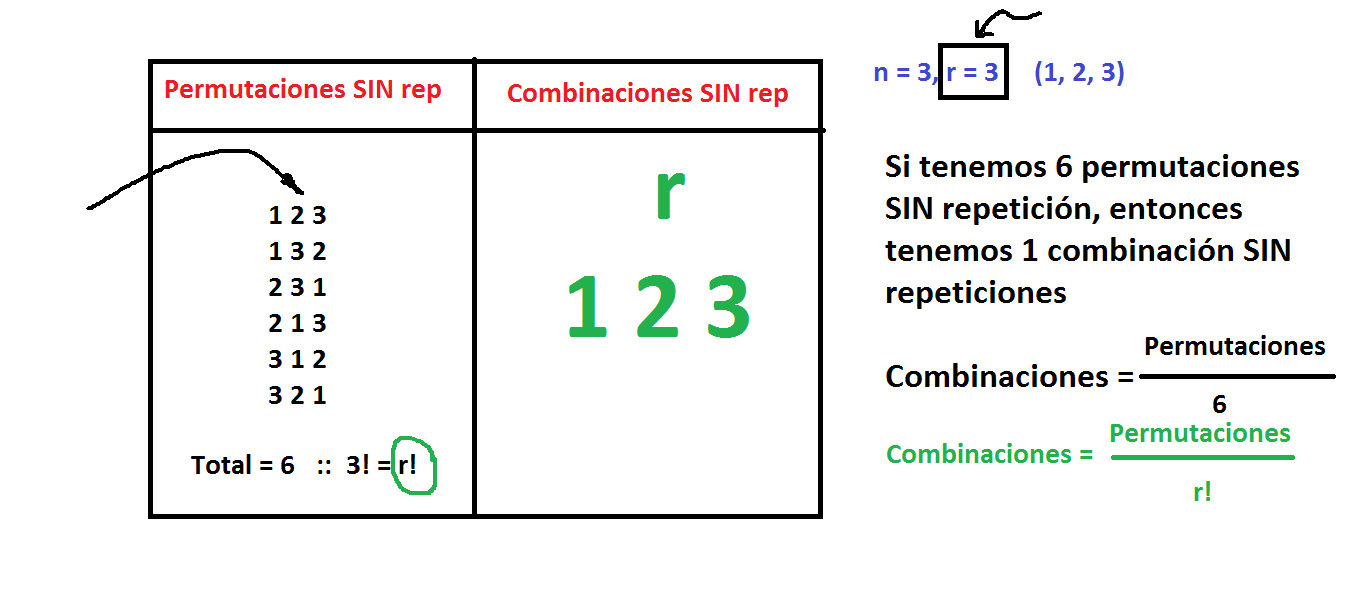 n = 3, r = 3 (1, 2, 3)
Permutaciones SIN rep
Combinaciones SIN rep
1 2 3
1 3 2
2 3 1
2 1 3
3 1 2
3 2 1
Total = 6 :: 3! = r!
r
1 2 3
Si tenemos 6 permutaciones
SIN repetición, entonces
tenemos 1 combinación SIN
repeticiones
Permutaciones
Combinaciones =
6
Permutaciones
Combinaciones =
r!